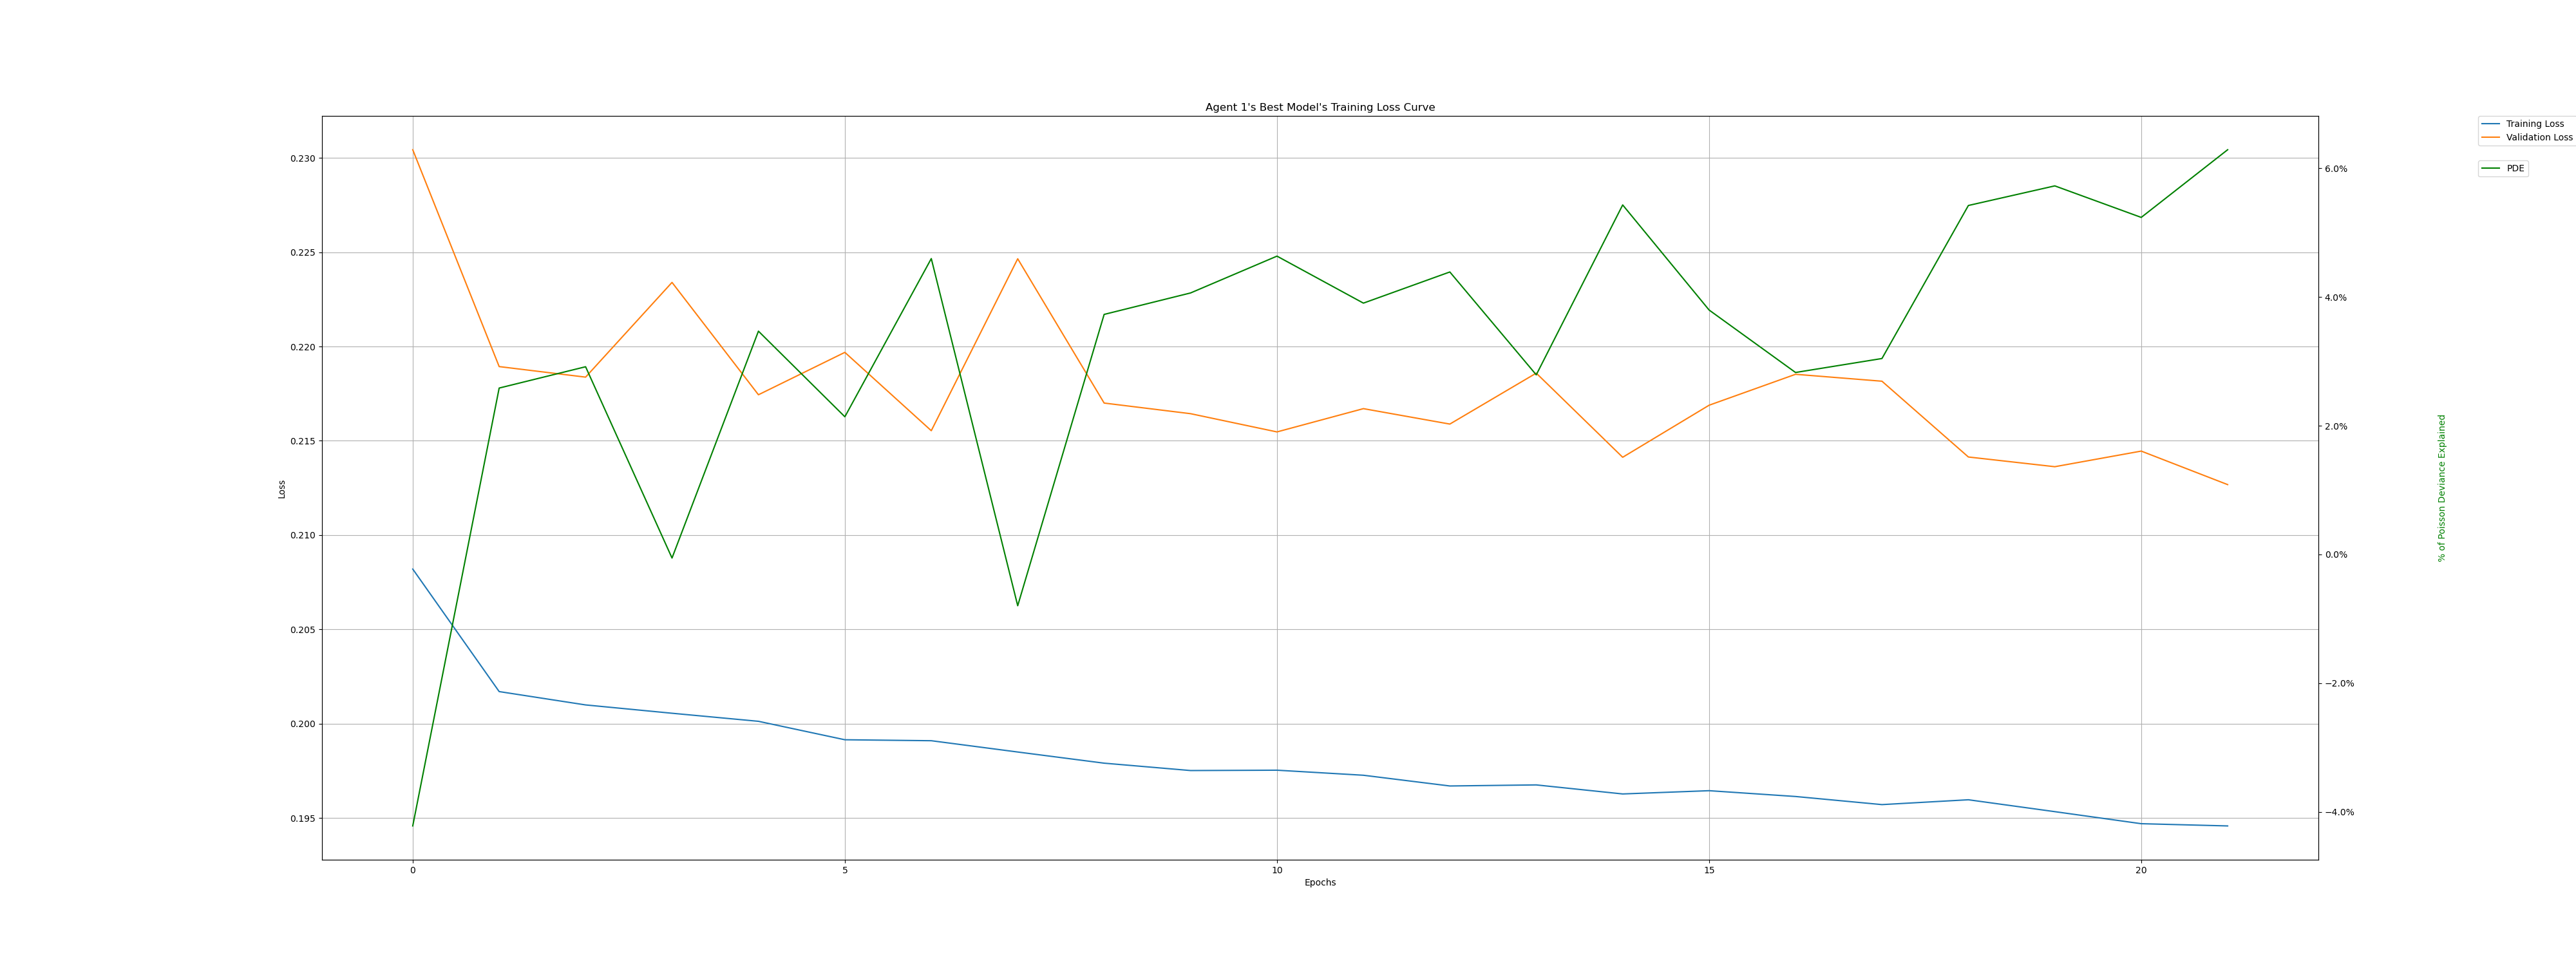 Agent 1's Best Model's Training Loss Curve
Training Loss
Validation Loss
PDE
0.230
0.225
0.220
0.215
0.210
0.205
0.200
0.195
Loss
6.0%
4.0%
2.0%
0.0%
−2.0%
−4.0%
% of Poisson Deviance Explained
0 5 10 15 20
Epochs